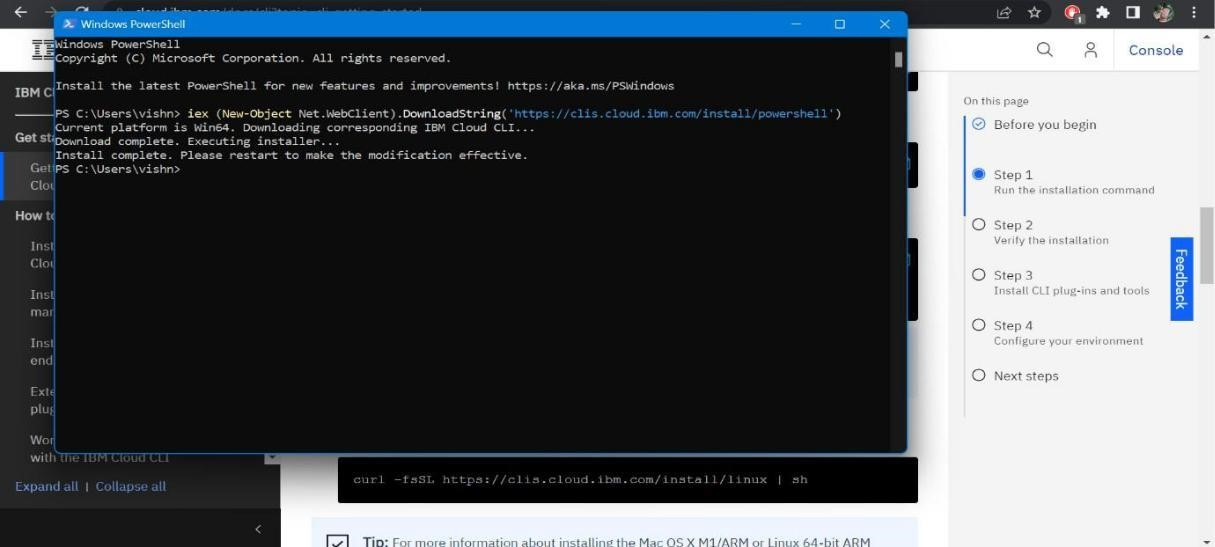 Windows PowerShell
Windows PowerShell
Copyright (C) Microsoft Corporation. All rights reserved.
Install the latest PowerShell for new features and improvements! https://aka.ms/PSWindows
PS C:\Users\vishn> iex (New-Object Net.WebClient).DownloadString('https://clis.cloud.ibm.com/install/powershell')
Current platform is Win64. Downloading corresponding IBM Cloud CLI...
Download complete. Executing installer...
Install complete. Please restart to make the modification effective.
PS C:\Users\vishn>
IBM
Get
How
with the IBM Cloud CLI
Expand all | Collapse all
curl -fsSL https://clis.cloud.ibm.com/install/linux | sh
Tip: For more information about installing the Mac OS X M1/ARM or Linux 64-bit ARM
Console
On this page
Before you begin
Step 1
Run the installation command
Step 2
Verify the installation
Step 3
Install CLI plug-ins and tools
Step 4
Configure your environment
Next steps
Feedback